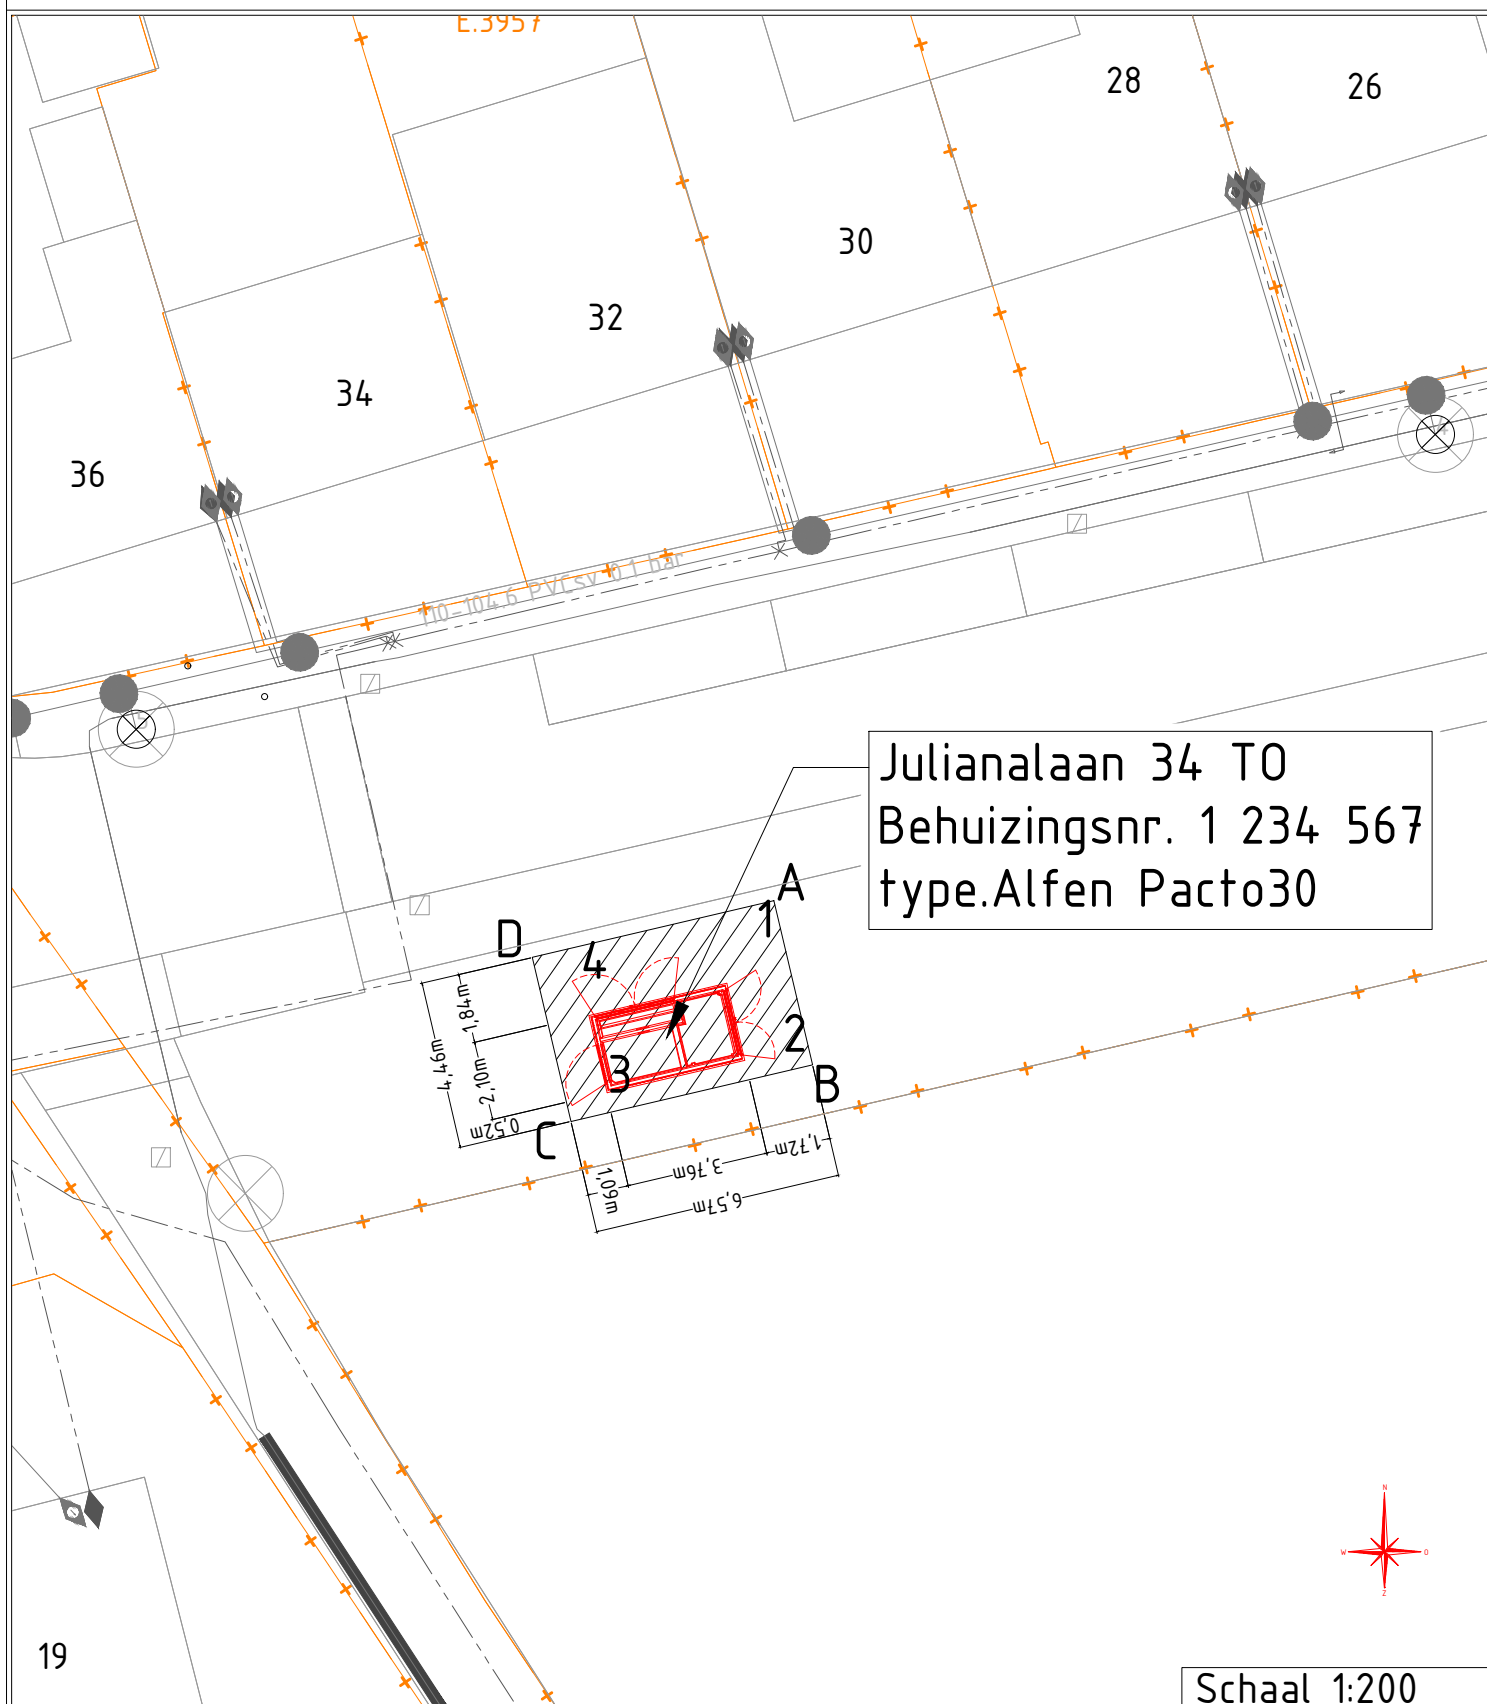 E.3957
28
26
30
32
34
36
110-104.6 PVCsv 0.1 bar
Julianalaan 34 TO
Behuizingsnr. 1 234 567
type.Alfen Pacto30
A
1
D
4
1,84m
2
4,46m
2,10m
3
B
0,52m
C
1,72m
3,76m
1,09m
6,57m
N
W
O
Z
19
Schaal 1:200